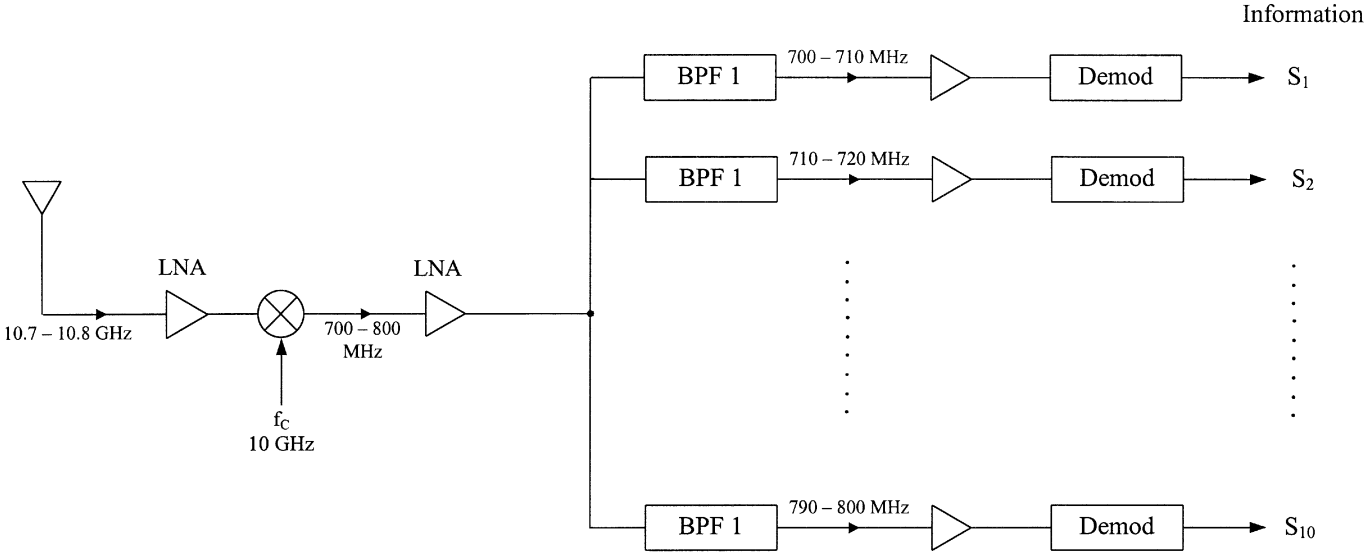 Information
BPF 1
700 – 710 MHz
Demod
S1
BPF 1
710 – 720 MHz
Demod
S2
LNA
LNA
10.7 – 10.8 GHz
700 – 800
MHz
fC
10 GHz
BPF 1
790 – 800 MHz
Demod
S10